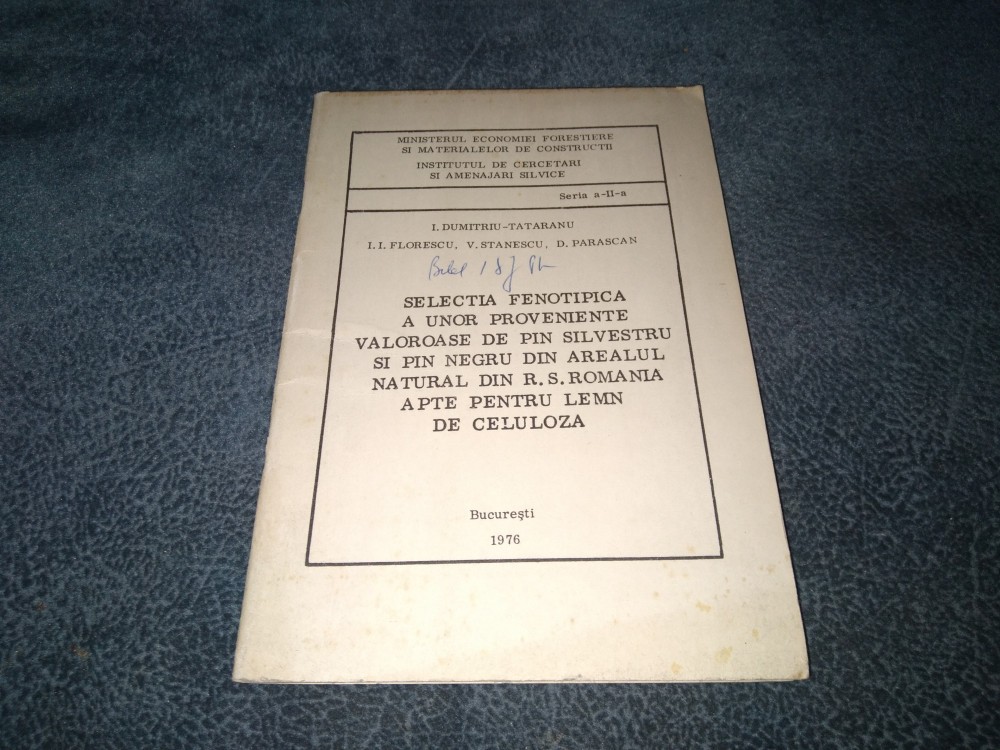 MINISTERUL ECONOMIEI FORESTIERE
SI MATERIALELOR DE CONSTRUCTII
INSTITUTUL DE CERCETARI
SI AMENAJARI SILVICE
Seria a-II-a
I. DUMITRIU-TATARANU
I. I. FLORESCU, V. STANESCU, D. PARASCAN
SELECTIA FENOTIPICA
A UNOR PROVENIENTE
VALOROASE DE PIN SILVESTRU
SI PIN NEGRU DIN AREALUL
NATURAL DIN R. S. ROMANIA
APTE PENTRU LEMN
DE CELULOZA
Bucureşti
1976